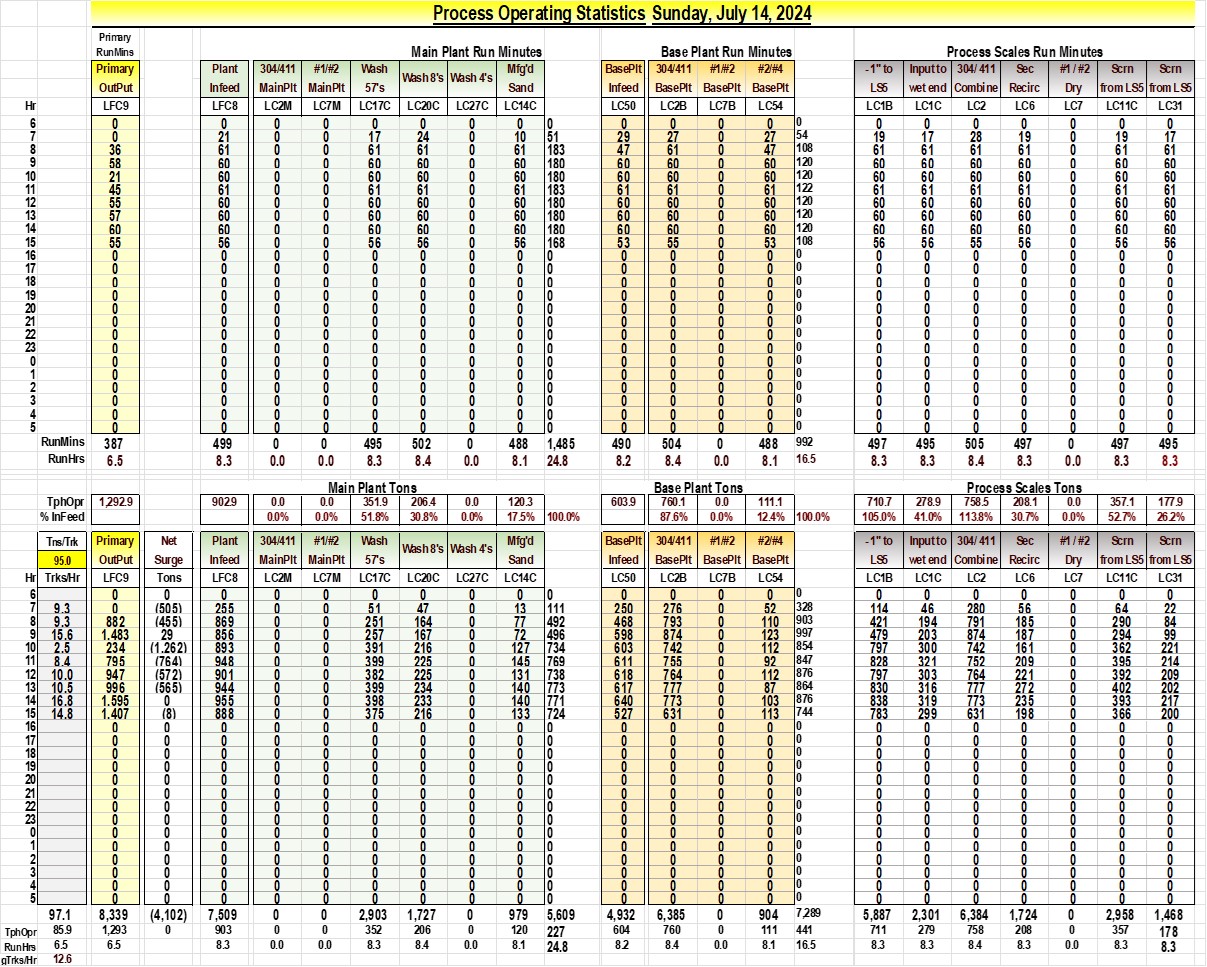 Process Operating Statistics Sunday, July 14, 2024
Primary
RunMins Main Plant Run Minutes Base Plant Run Minutes Process Scales Run Minutes
Primary Plant 304/411 #1/#2 Wash Wash 8's Wash 4's Mfg'd BasePlt 304/411 #1/#2 #2/#4 -1" to Input to 304/ 411 Sec #1 / #2 Scrn Scrn
OutPut Infeed MainPlt MainPlt 57's Sand Infeed BasePlt BasePlt BasePlt LS5 wet end Combine Recirc Dry from LS5 from LS5
Hr LFC9 LFC8 LC2M LC7M LC17C LC20C LC27C LC14C LC50 LC2B LC7B LC54 LC1B LC1C LC2 LC6 LC7 LC11C LC31
6 0 0 0 0 0 0 0 0 0 0 0 0 0 0 0 0 0 0 0 0 0
7 0 21 0 0 17 24 0 10 51 29 27 0 27 54 19 17 28 19 0 19 17
8 36 61 0 0 61 61 0 61 183 47 61 0 47 108 61 61 61 61 0 61 61
9 58 60 0 0 60 60 0 60 180 60 60 0 60 120 60 60 60 60 0 60 60
10 21 60 0 0 60 60 0 60 180 60 60 0 60 120 60 60 60 60 0 60 60
11 45 61 0 0 61 61 0 61 183 61 61 0 61 122 61 61 61 61 0 61 61
12 55 60 0 0 60 60 0 60 180 60 60 0 60 120 60 60 60 60 0 60 60
13 57 60 0 0 60 60 0 60 180 60 60 0 60 120 60 60 60 60 0 60 60
14 60 60 0 0 60 60 0 60 180 60 60 0 60 120 60 60 60 60 0 60 60
15 55 56 0 0 56 56 0 56 168 53 55 0 53 108 56 56 55 56 0 56 56
16 0 0 0 0 0 0 0 0 0 0 0 0 0 0 0 0 0 0 0 0 0
17 0 0 0 0 0 0 0 0 0 0 0 0 0 0 0 0 0 0 0 0 0
18 0 0 0 0 0 0 0 0 0 0 0 0 0 0 0 0 0 0 0 0 0
19 0 0 0 0 0 0 0 0 0 0 0 0 0 0 0 0 0 0 0 0 0
20 0 0 0 0 0 0 0 0 0 0 0 0 0 0 0 0 0 0 0 0 0
21 0 0 0 0 0 0 0 0 0 0 0 0 0 0 0 0 0 0 0 0 0
22 0 0 0 0 0 0 0 0 0 0 0 0 0 0 0 0 0 0 0 0 0
23 0 0 0 0 0 0 0 0 0 0 0 0 0 0 0 0 0 0 0 0 0
0 0 0 0 0 0 0 0 0 0 0 0 0 0 0 0 0 0 0 0 0 0
1 0 0 0 0 0 0 0 0 0 0 0 0 0 0 0 0 0 0 0 0 0
2 0 0 0 0 0 0 0 0 0 0 0 0 0 0 0 0 0 0 0 0 0
3 0 0 0 0 0 0 0 0 0 0 0 0 0 0 0 0 0 0 0 0 0
4 0 0 0 0 0 0 0 0 0 0 0 0 0 0 0 0 0 0 0 0 0
5 0 0 0 0 0 0 0 0 0 0 0 0 0 0 0 0 0 0 0 0 0
RunMins 387 499 0 0 495 502 0 488 1,485 490 504 0 488 992 497 495 505 497 0 497 495
RunHrs 6.5 8.3 0.0 0.0 8.3 8.4 0.0 8.1 24.8 8.2 8.4 0.0 8.1 16.5 8.3 8.3 8.4 8.3 0.0 8.3 8.3
Main Plant Tons Base Plant Tons Process Scales Tons
TphOpr 1,292.9 902.9 0.0 0.0 351.9 206.4 0.0 120.3 603.9 760.1 0.0 111.1 710.7 278.9 758.5 208.1 0.0 357.1 177.9
% InFeed 0.0% 0.0% 51.8% 30.8% 0.0% 17.5% 100.0% 87.6% 0.0% 12.4% 100.0% 105.0% 41.0% 113.8% 30.7% 0.0% 52.7% 26.2%
Tns/Trk Primary Net Plant 304/411 #1/#2 Wash Wash 8's Wash 4's Mfg'd BasePlt 304/411 #1/#2 #2/#4 -1" to Input to 304/ 411 Sec #1 / #2 Scrn Scrn
95.0 OutPut Surge Infeed MainPlt MainPlt 57's Sand Infeed BasePlt BasePlt BasePlt LS5 wet end Combine Recirc Dry from LS5 from LS5
Hr Trks/Hr LFC9 Tons LFC8 LC2M LC7M LC17C LC20C LC27C LC14C LC50 LC2B LC7B LC54 LC1B LC1C LC2 LC6 LC7 LC11C LC31
6 0 0 0 0 0 0 0 0 0 0 0 0 0 0 0 0 0 0 0 0 0 0
7 9.3 0 (505) 255 0 0 51 47 0 13 111 250 276 0 52 328 114 46 280 56 0 64 22
8 9.3 882 (455) 869 0 0 251 164 0 77 492 468 793 0 110 903 421 194 791 185 0 290 84
9 15.6 1,483 29 856 0 0 257 167 0 72 496 598 874 0 123 997 479 203 874 187 0 294 99
10 2.5 234 (1,262) 893 0 0 391 216 0 127 734 603 742 0 112 854 797 300 742 161 0 362 221
11 8.4 795 (764) 948 0 0 399 225 0 145 769 611 755 0 92 847 828 321 752 209 0 395 214
12 10.0 947 (572) 901 0 0 382 225 0 131 738 618 764 0 112 876 797 303 764 221 0 392 209
13 10.5 996 (565) 944 0 0 399 234 0 140 773 617 777 0 87 864 830 316 777 272 0 402 202
14 16.8 1,595 0 955 0 0 398 233 0 140 771 640 773 0 103 876 838 319 773 235 0 393 217
15 14.8 1,407 (8) 888 0 0 375 216 0 133 724 527 631 0 113 744 783 299 631 198 0 366 200
16 0 0 0 0 0 0 0 0 0 0 0 0 0 0 0 0 0 0 0 0 0 0
17 0 0 0 0 0 0 0 0 0 0 0 0 0 0 0 0 0 0 0 0 0 0
18 0 0 0 0 0 0 0 0 0 0 0 0 0 0 0 0 0 0 0 0 0 0
19 0 0 0 0 0 0 0 0 0 0 0 0 0 0 0 0 0 0 0 0 0 0
20 0 0 0 0 0 0 0 0 0 0 0 0 0 0 0 0 0 0 0 0 0 0
21 0 0 0 0 0 0 0 0 0 0 0 0 0 0 0 0 0 0 0 0 0 0
22 0 0 0 0 0 0 0 0 0 0 0 0 0 0 0 0 0 0 0 0 0 0
23 0 0 0 0 0 0 0 0 0 0 0 0 0 0 0 0 0 0 0 0 0 0
0 0 0 0 0 0 0 0 0 0 0 0 0 0 0 0 0 0 0 0 0 0 0
1 0 0 0 0 0 0 0 0 0 0 0 0 0 0 0 0 0 0 0 0 0 0
2 0 0 0 0 0 0 0 0 0 0 0 0 0 0 0 0 0 0 0 0 0 0
3 0 0 0 0 0 0 0 0 0 0 0 0 0 0 0 0 0 0 0 0 0 0
4 0 0 0 0 0 0 0 0 0 0 0 0 0 0 0 0 0 0 0 0 0 0
5 0 0 0 0 0 0 0 0 0 0 0 0 0 0 0 0 0 0 0 0 0 0
97.1 8,339 (4,102) 7,509 0 0 2,903 1,727 0 979 5,609 4,932 6,385 0 904 7,289 5,887 2,301 6,384 1,724 0 2,958 1,468
TphOpr 85.9 1,293 0 903 0 0 352 206 0 120 227 604 760 0 111 441 711 279 758 208 0 357 178
RunHrs 6.5 6.5 8.3 0.0 0.0 8.3 8.4 0.0 8.1 24.8 8.2 8.4 0.0 8.1 16.5 8.3 8.3 8.4 8.3 0.0 8.3 8.3
gTrks/Hr 12.6